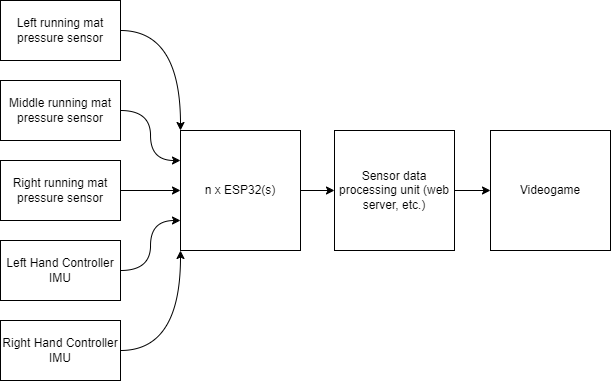 Left running mat
pressure sensor
Middle running mat
pressure sensor
Right running mat
pressure sensor
Left Hand Controller
IMU
Right Hand Controller
IMU
n x ESP32(s)
Sensor data
processing unit (web
server, etc.)
Videogame